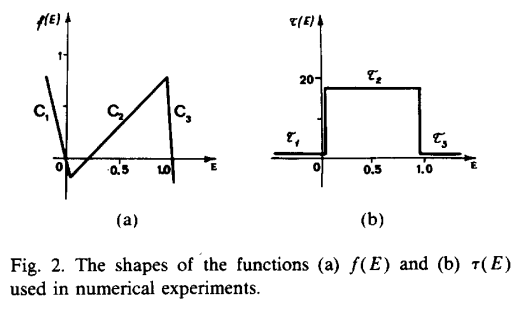 f(E)
1
C₁
C₂
C₃
0
0.5
1.0
E
(a)
τ(E)
20
τ₁
τ₂
τ₃
0
0.5
1.0
E
(b)
Fig. 2. The shapes of the functions (a) f(E) and (b) τ(E)
used in numerical experiments.